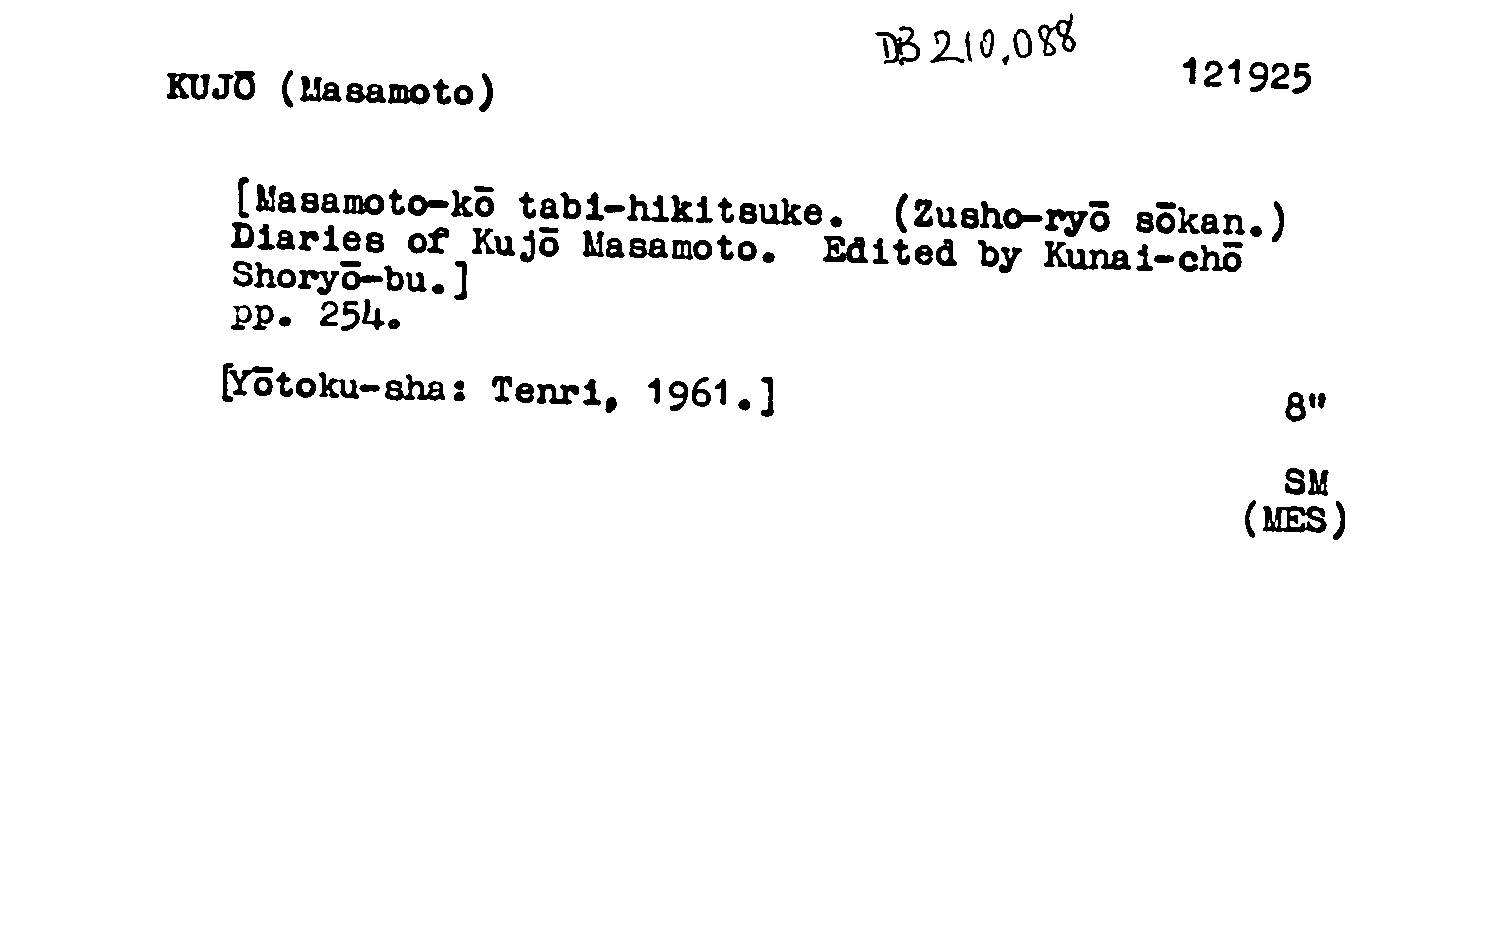 DB 210.088
121925
KUJŌ (Masamoto)
[Masamoto-kō tabi-hikitsuke. (Zusho-ryō sōkan.)
Diaries of Kujō Masamoto. Edited by Kunai-chō
Shoryō-bu.]
pp. 254.
[Yōtoku-sha: Tenri, 1961.]
8"
SM
(MES)